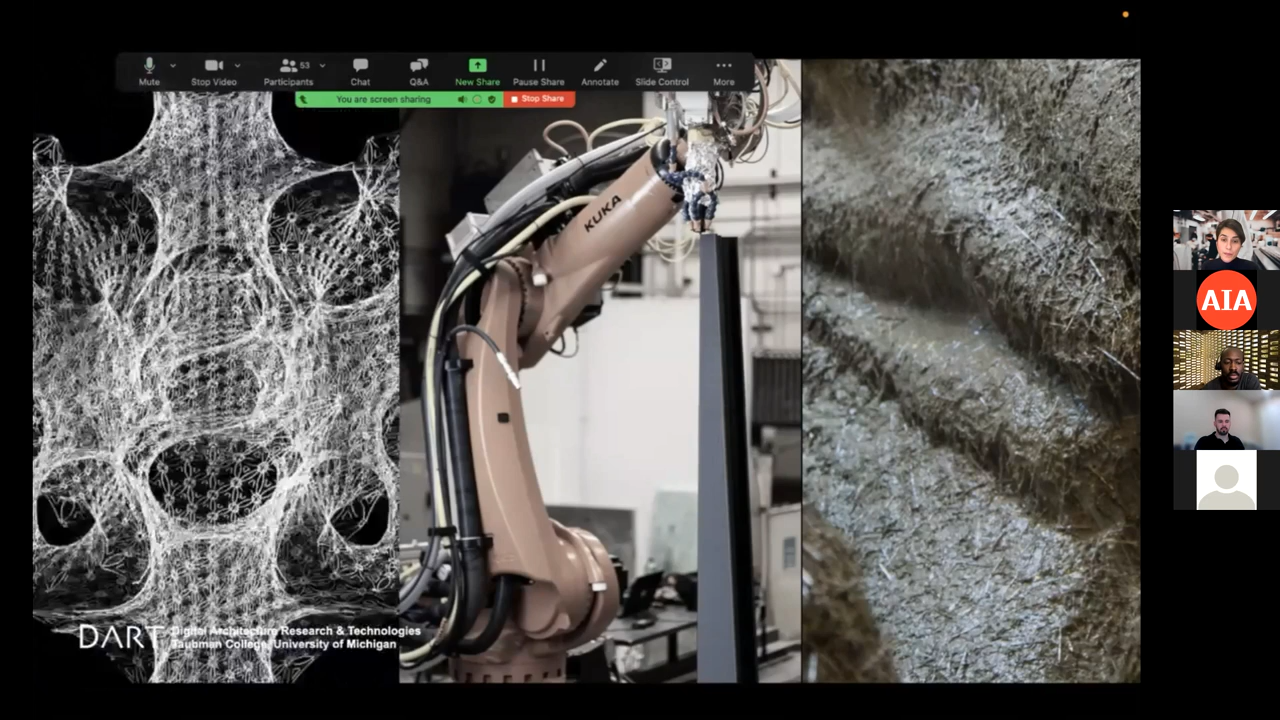 53
Mute
Stop Video
Participants
Chat
Q&A
New Share
Pause Share
Annotate
Slide Control
More
You are screen sharing
Stop Share
KUKA
AIA
DART
Digital Architecture Research & Technologies
Taubman College, University of Michigan